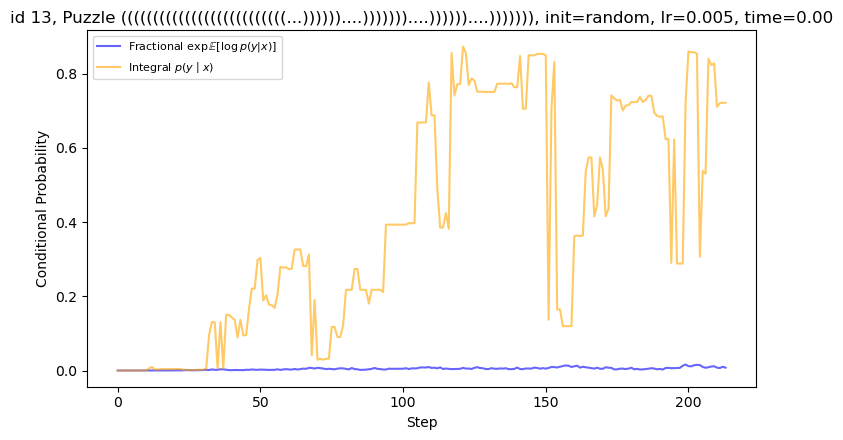 id 13, Puzzle ((((((((((((((((((((((((((...))))))....)))))))....))))))....))))))), init=random, lr=0.005, time=0.00
Fractional exp𝔼[log p(y|x)]
Integral p(y | x)
Conditional Probability
0.8
0.6
0.4
0.2
0.0
0 50 100 150 200
Step